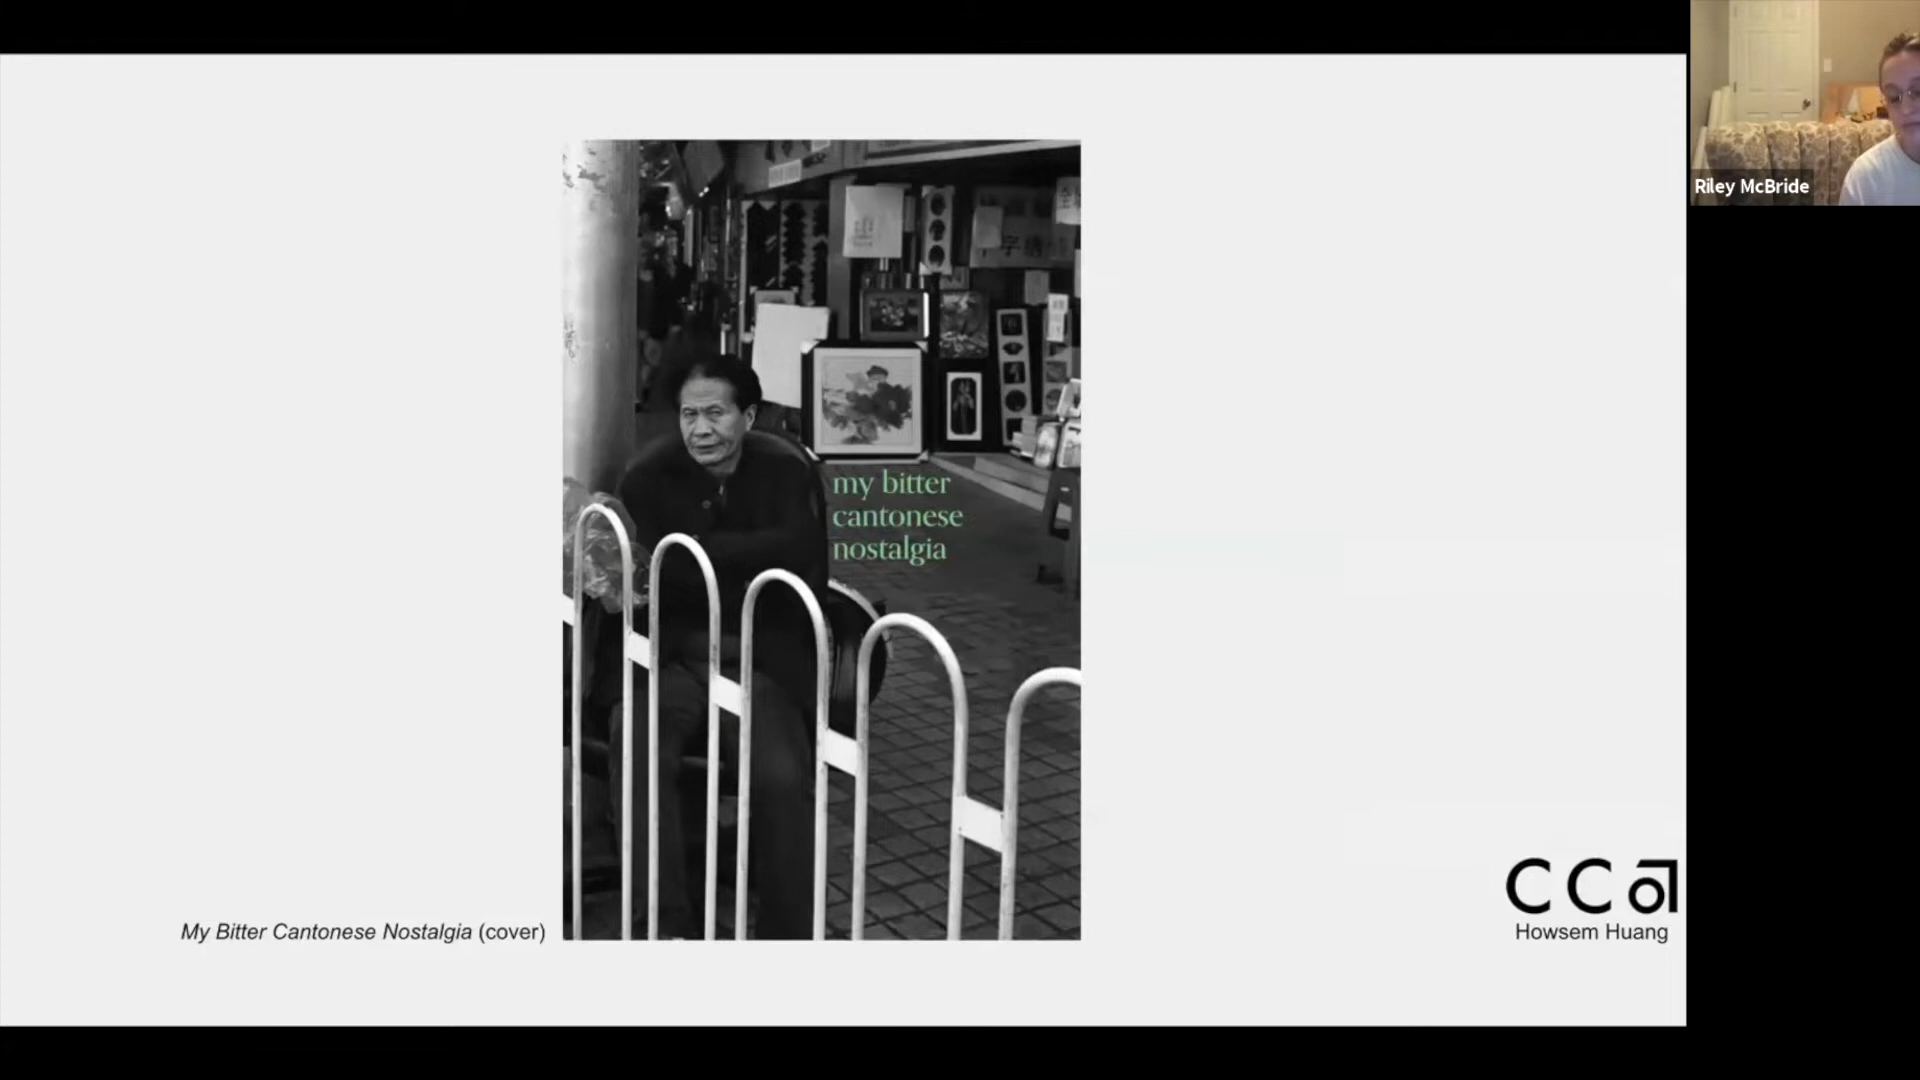 Riley McBride
my bitter
cantonese
nostalgia
My Bitter Cantonese Nostalgia (cover)
CCA
Howsem Huang